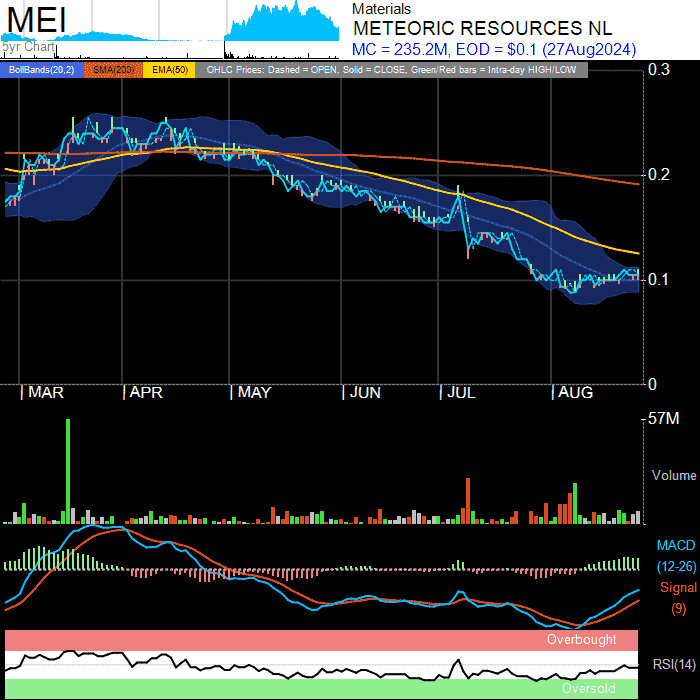 MEI
5yr Chart
Materials
METEORIC RESOURCES NL
MC = 235.2M, EOD = $0.1 (27Aug2024)
BollBands(20,2) SMA(200) EMA(50) OHLC Prices: Dashed = OPEN, Solid = CLOSE, Green/Red bars = Intra-day HIGH/LOW
0.3
0.2
0.1
0
MAR APR MAY JUN JUL AUG
57M
Volume
MACD
(12-26)
Signal
(9)
Overbought
RSI(14)
Oversold